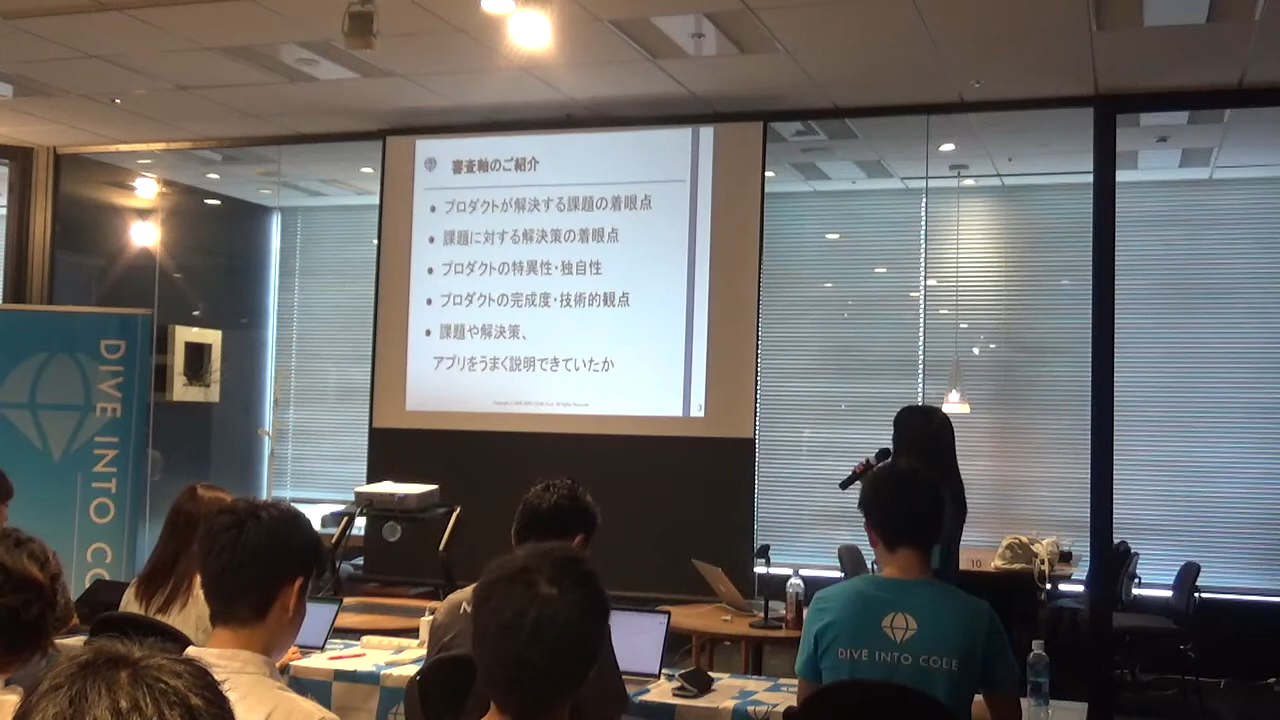 審査軸のご紹介
• プロダクトが解決する課題の着眼点
• 課題に対する解決策の着眼点
• プロダクトの特異性・独自性
• プロダクトの完成度・技術的観点
• 課題や解決策、
アプリをうまく説明できていたか
3
DIVE INTO CO
DIVE INTO CODE
10